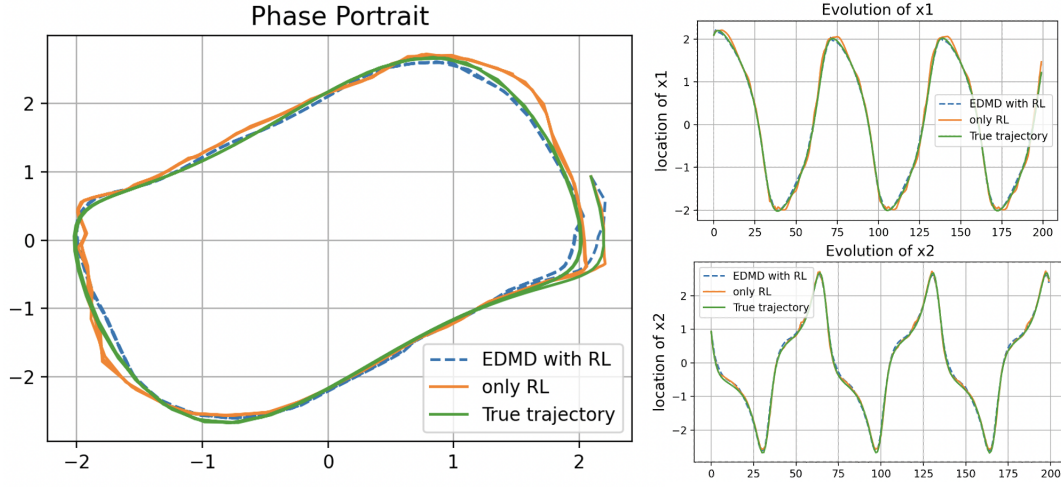 Phase Portrait
2
1
0
−1
−2
−2
−1
0
1
2
EDMD with RL
only RL
True trajectory
Evolution of x1
location of x1
2
1
0
−1
−2
0
25
50
75
100
125
150
175
200
EDMD with RL
only RL
True trajectory
Evolution of x2
location of x2
2
1
0
−1
−2
0
25
50
75
100
125
150
175
200
EDMD with RL
only RL
True trajectory